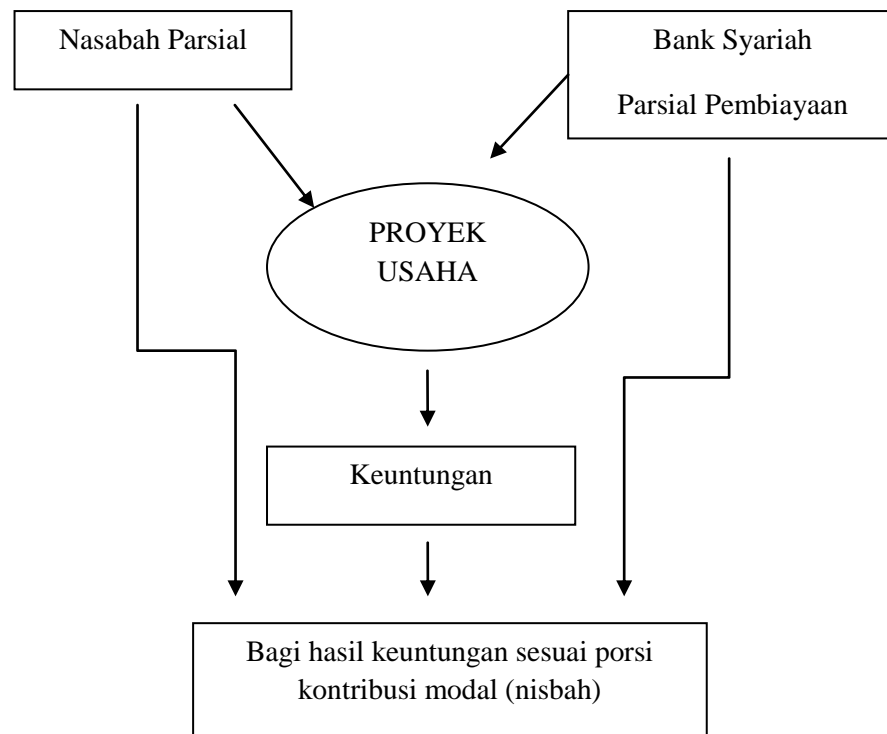 Nasabah Parsial
Bank Syariah
Parsial Pembiayaan
PROYEK
USAHA
Keuntungan
Bagi hasil keuntungan sesuai porsi
kontribusi modal (nisbah)